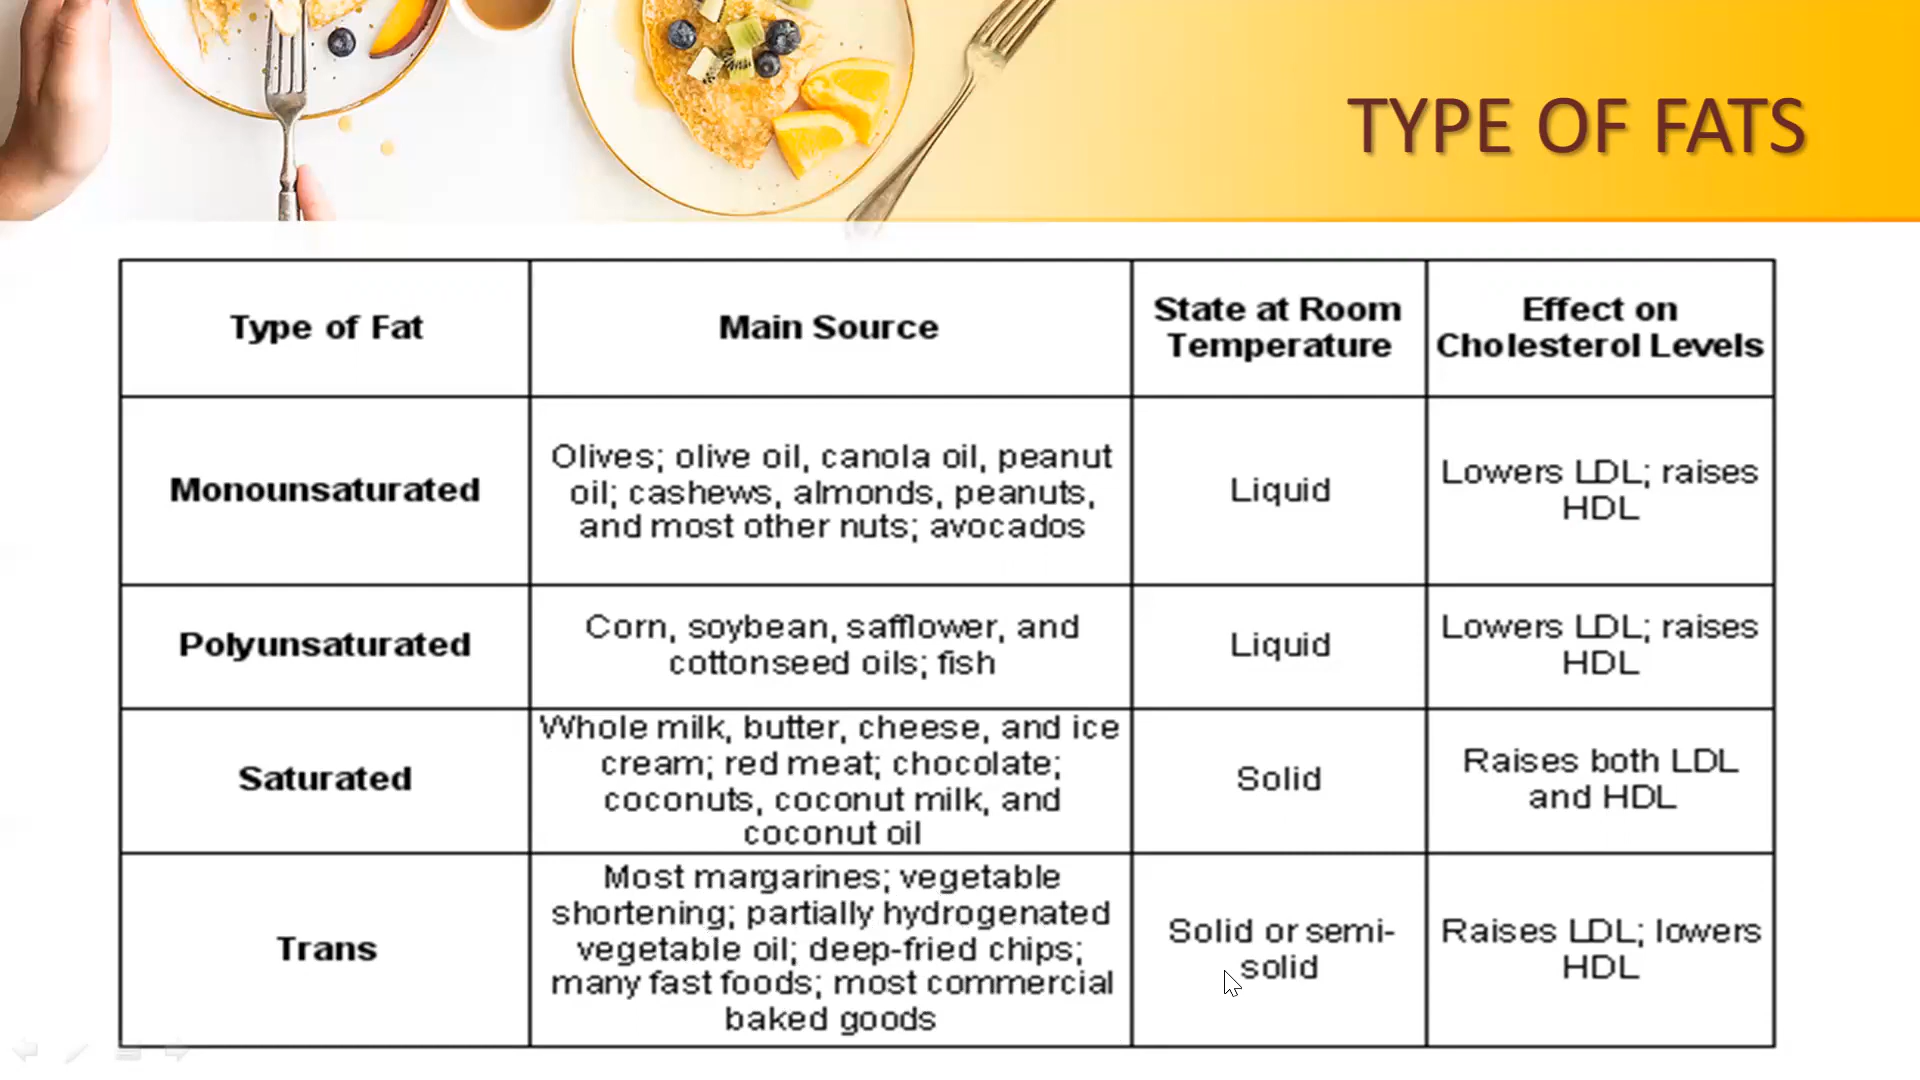 TYPE OF FATS
Type of Fat
Main Source
State at Room
Temperature
Effect on
Cholesterol Levels
Monounsaturated
Olives; olive oil, canola oil, peanut
oil; cashews, almonds, peanuts,
and most other nuts; avocados
Liquid
Lowers LDL; raises
HDL
Polyunsaturated
Corn, soybean, safflower, and
cottonseed oils; fish
Liquid
Lowers LDL; raises
HDL
Saturated
Whole milk, butter, cheese, and ice
cream; red meat; chocolate;
coconuts, coconut milk, and
coconut oil
Solid
Raises both LDL
and HDL
Trans
Most margarines; vegetable
shortening; partially hydrogenated
vegetable oil; deep-fried chips;
many fast foods; most commercial
baked goods
Solid or semi-
solid
Raises LDL; lowers
HDL